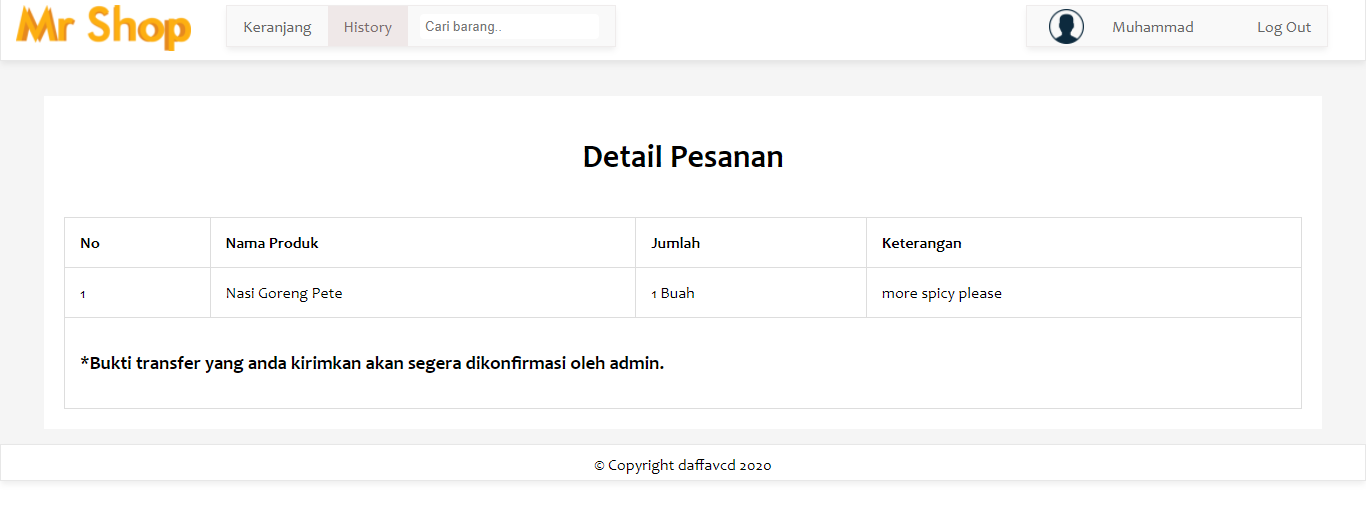 Mr Shop Keranjang History Cari barang.. Muhammad Log Out
Detail Pesanan
No Nama Produk Jumlah Keterangan
1 Nasi Goreng Pete 1 Buah more spicy please
*Bukti transfer yang anda kirimkan akan segera dikonfirmasi oleh admin.
© Copyright daffavcd 2020